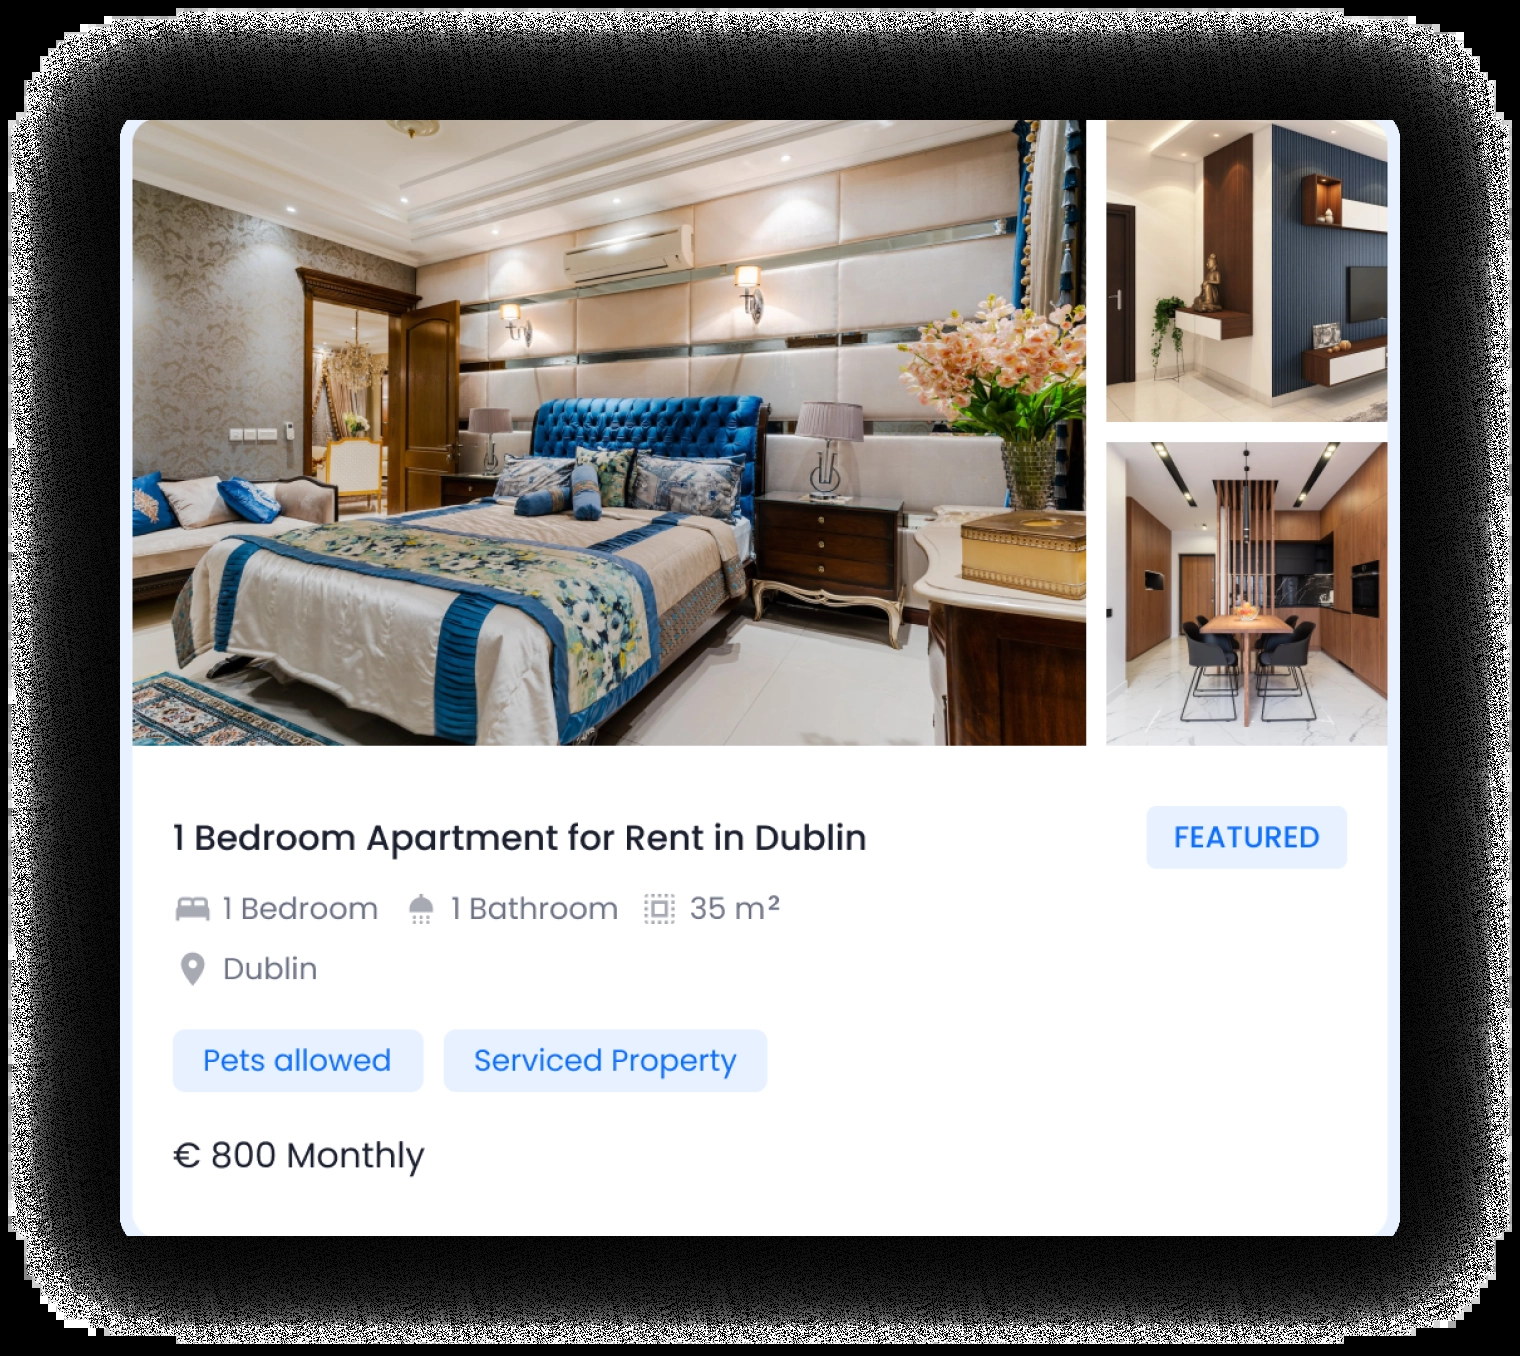 1 Bedroom Apartment for Rent in Dublin
FEATURED
1 Bedroom 1 Bathroom 35 m²
Dublin
Pets allowed Serviced Property
€ 800 Monthly